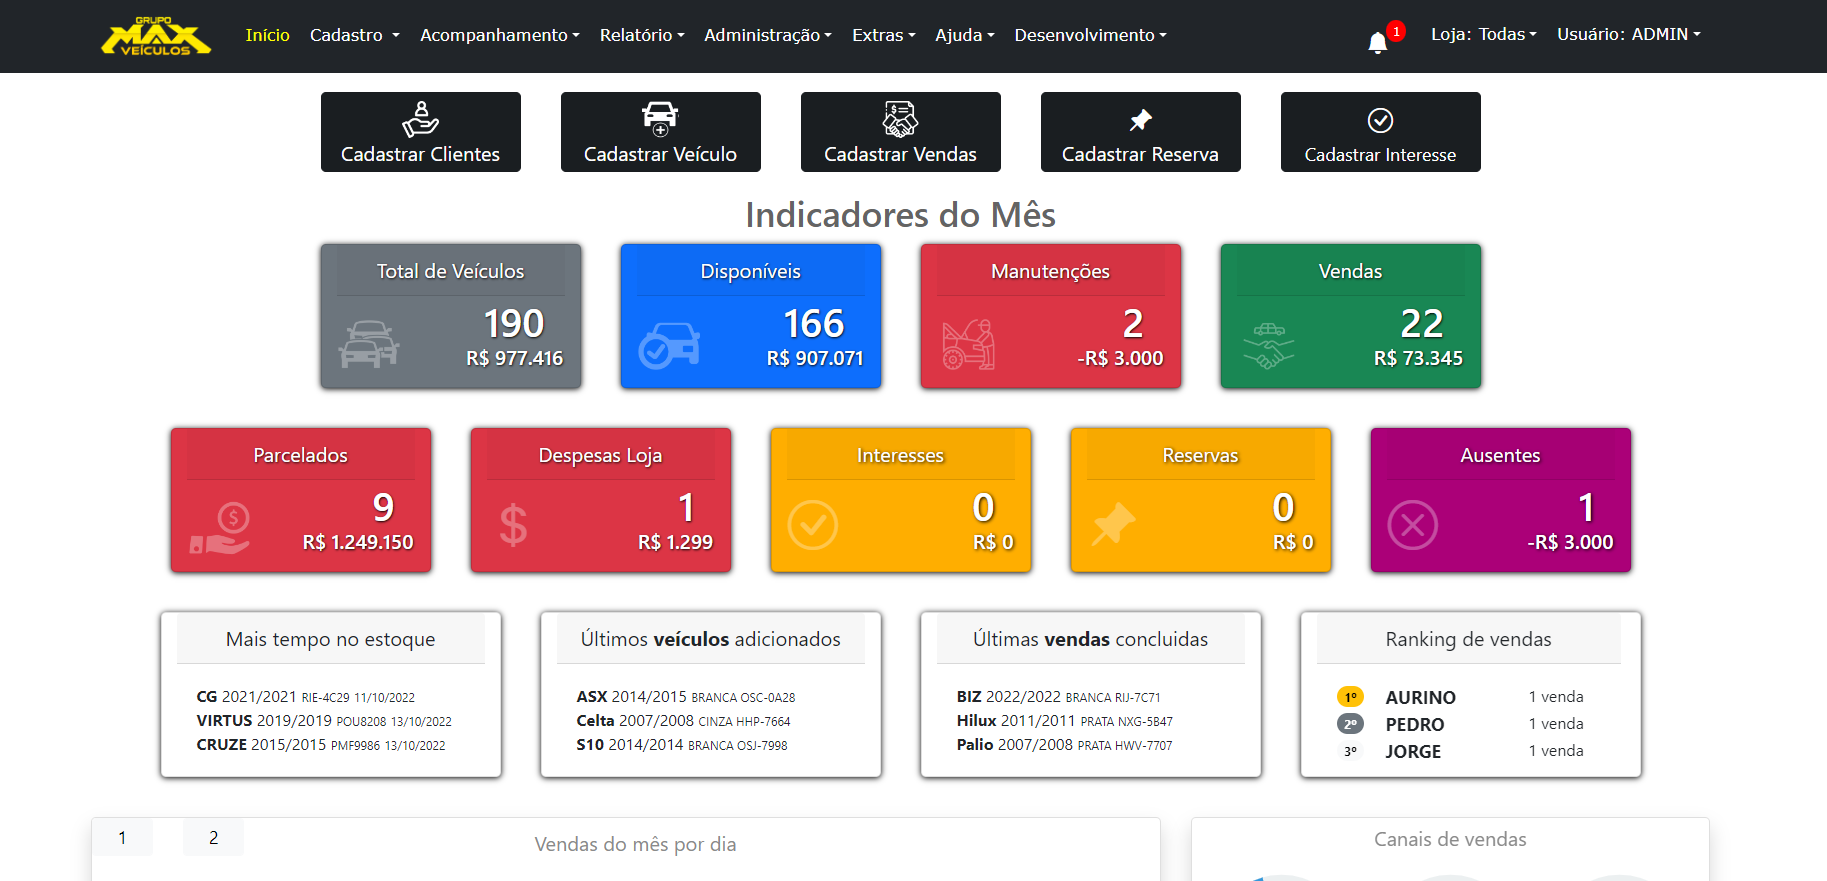 GRUPO
MAX
VEÍCULOS
Início Cadastro Acompanhamento Relatório Administração Extras Ajuda Desenvolvimento 1 Loja: Todas Usuário: ADMIN
Cadastrar Clientes
Cadastrar Veículo
$
Cadastrar Vendas
Cadastrar Reserva
Cadastrar Interesse
Indicadores do Mês
Total de Veículos
190
R$ 977.416
Disponíveis
166
R$ 907.071
Manutenções
2
-R$ 3.000
Vendas
22
R$ 73.345
Parcelados
9
$
R$ 1.249.150
Despesas Loja
1
$
R$ 1.299
Interesses
0
R$ 0
Reservas
0
R$ 0
Ausentes
1
-R$ 3.000
Mais tempo no estoque
CG 2021/2021 RIE-4C29 11/10/2022
VIRTUS 2019/2019 POU8208 13/10/2022
CRUZE 2015/2015 PMF9986 13/10/2022
Últimos veículos adicionados
ASX 2014/2015 BRANCA OSC-0A28
Celta 2007/2008 CINZA HHP-7664
S10 2014/2014 BRANCA OSJ-7998
Últimas vendas concluidas
BIZ 2022/2022 BRANCA RIJ-7C71
Hilux 2011/2011 PRATA NXG-5B47
Palio 2007/2008 PRATA HWV-7707
Ranking de vendas
1º AURINO 1 venda
2º PEDRO 1 venda
3º JORGE 1 venda
1 2 Vendas do mês por dia
Canais de vendas